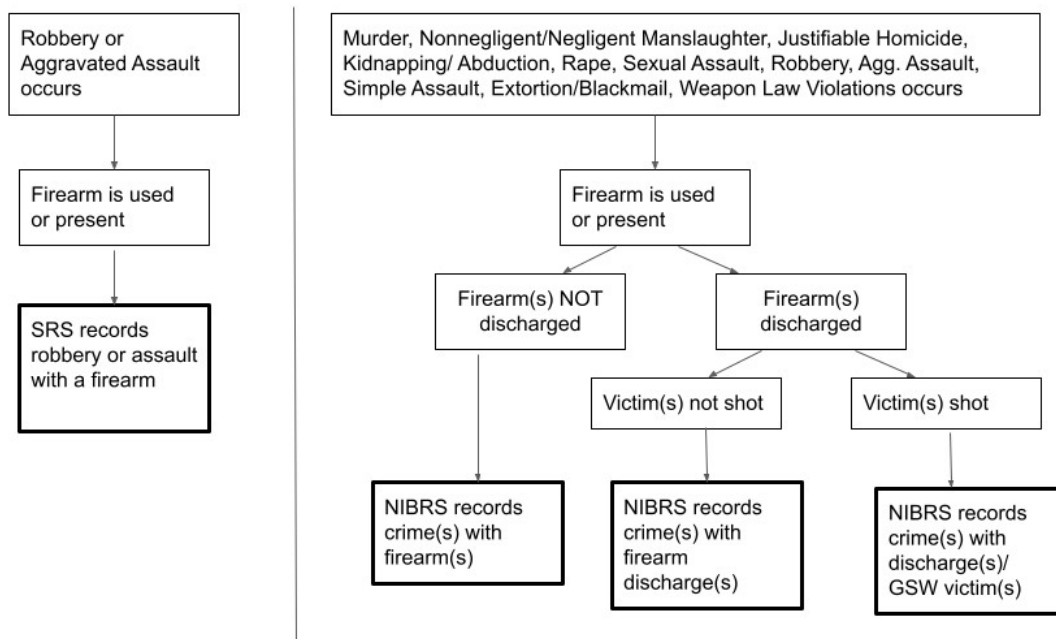 Robbery or
Aggravated Assault
occurs
Firearm is used
or present
SRS records
robbery or assault
with a firearm
Murder, Nonnegligent/Negligent Manslaughter, Justifiable Homicide,
Kidnapping/ Abduction, Rape, Sexual Assault, Robbery, Agg. Assault,
Simple Assault, Extortion/Blackmail, Weapon Law Violations occurs
Firearm is used
or present
Firearm(s) NOT
discharged
Firearm(s)
discharged
Victim(s) not shot
Victim(s) shot
NIBRS records
crime(s) with
firearm(s)
NIBRS records
crime(s) with
firearm
discharge(s)
NIBRS records
crime(s) with
discharge(s)/
GSW victim(s)